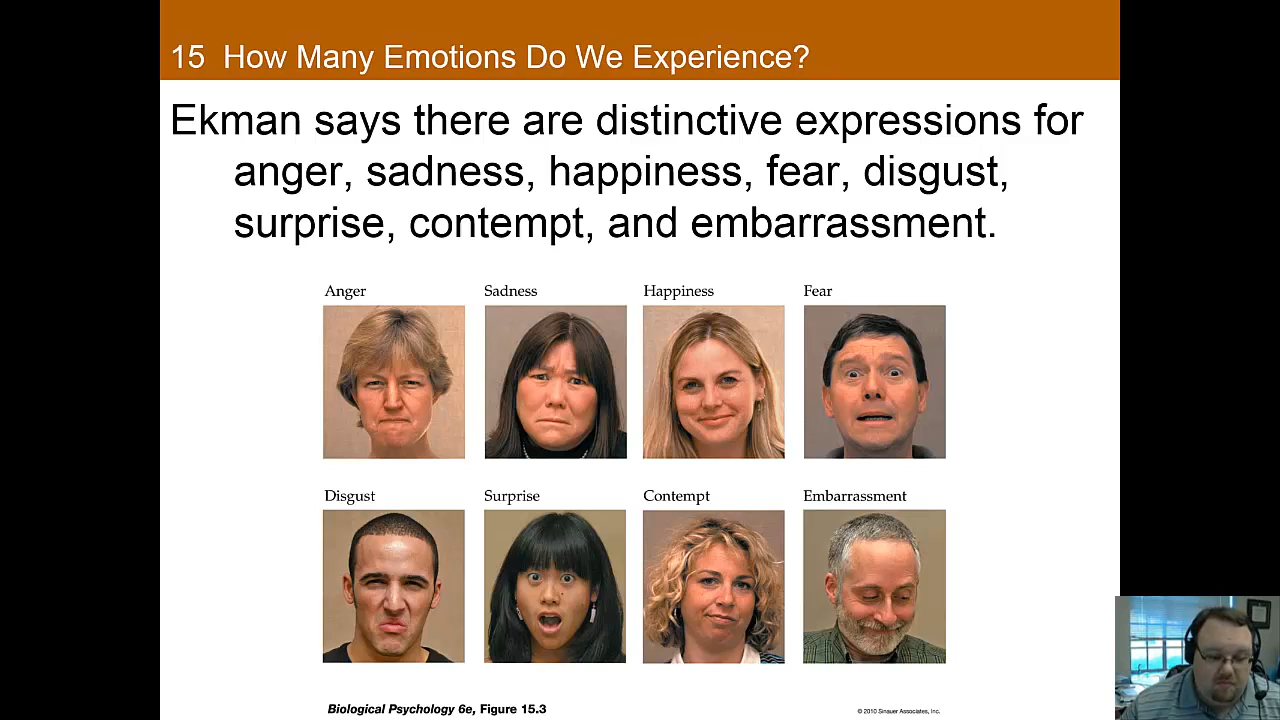 15 How Many Emotions Do We Experience?
Ekman says there are distinctive expressions for
anger, sadness, happiness, fear, disgust,
surprise, contempt, and embarrassment.
Anger Sadness Happiness Fear
Disgust Surprise Contempt Embarrassment
Biological Psychology 6e, Figure 15.3
© 2010 Sinauer Associates, Inc.